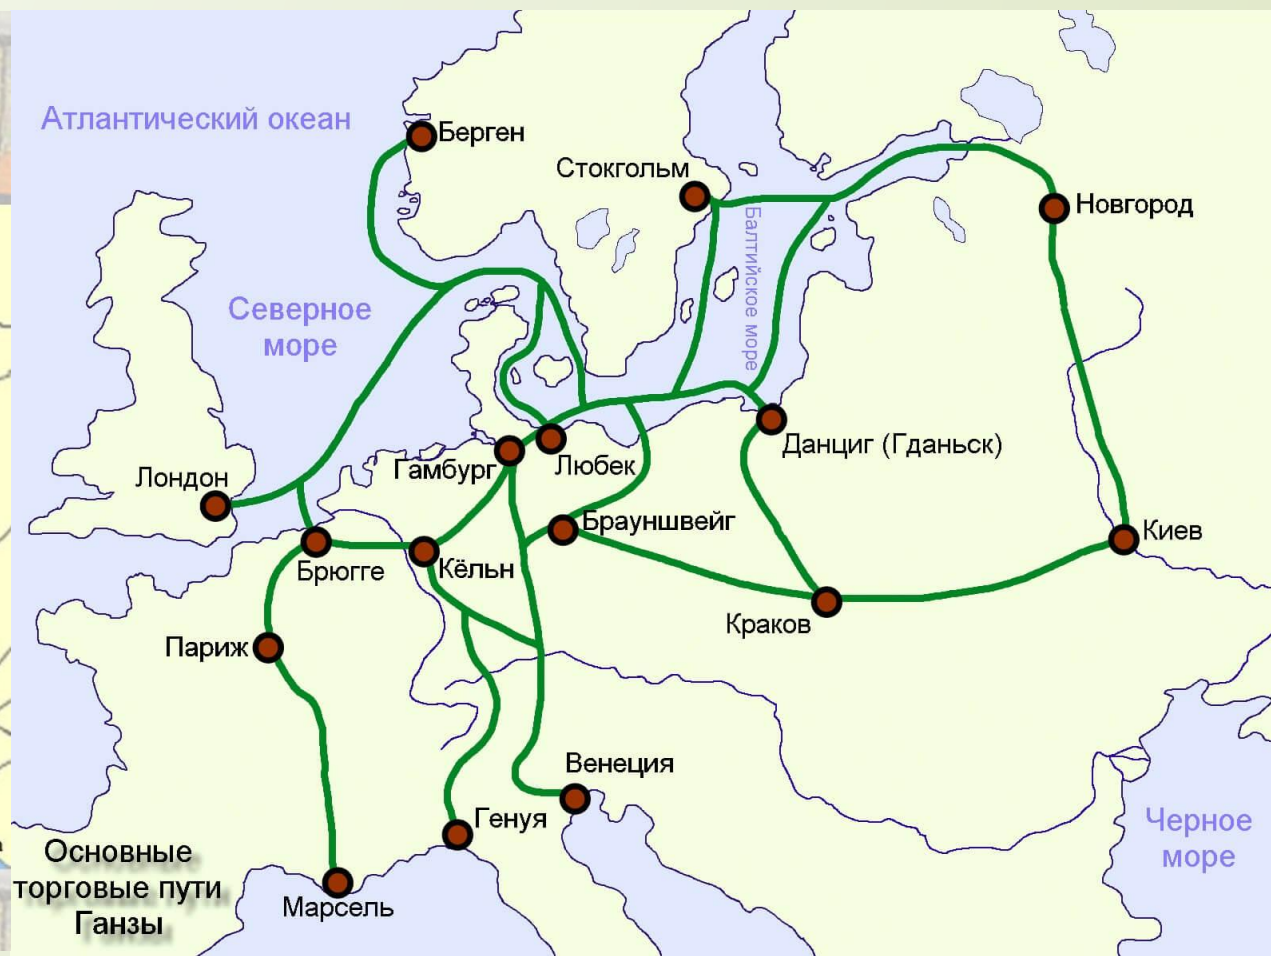 Атлантический океан
Берген
Стокгольм
Новгород
Балтийское море
Северное
море
Лондон
Гамбург
Любек
Данциг (Гданьск)
Брауншвейг
Киев
Брюгге
Кёльн
Краков
Париж
Венеция
Генуя
Черное
море
Марсель
Основные
торговые пути
Ганзы